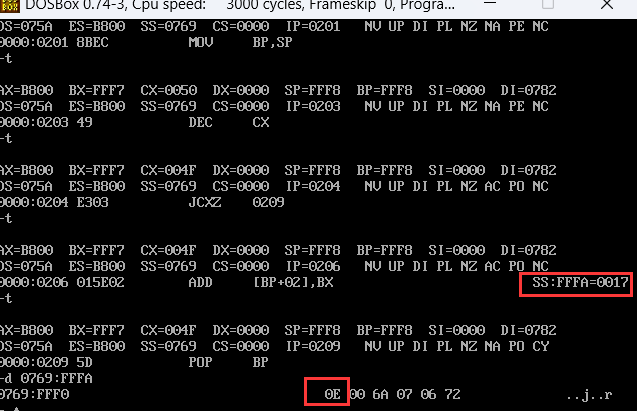 DOSBox 0.74-3, Cpu speed: 3000 cycles, Frameskip 0, Progra...
DS=075A ES=B800 SS=0769 CS=0000 IP=0201 NV UP DI PL NZ NA PE NC
0000:0201 8BEC MOV BP,SP
-t
AX=B800 BX=FFF7 CX=0050 DX=0000 SP=FFF8 BP=FFF8 SI=0000 DI=0782
DS=075A ES=B800 SS=0769 CS=0000 IP=0203 NV UP DI PL NZ NA PE NC
0000:0203 49 DEC CX
-t
AX=B800 BX=FFF7 CX=004F DX=0000 SP=FFF8 BP=FFF8 SI=0000 DI=0782
DS=075A ES=B800 SS=0769 CS=0000 IP=0204 NV UP DI PL NZ AC PO NC
0000:0204 E303 JCXZ 0209
-t
AX=B800 BX=FFF7 CX=004F DX=0000 SP=FFF8 BP=FFF8 SI=0000 DI=0782
DS=075A ES=B800 SS=0769 CS=0000 IP=0206 NV UP DI PL NZ AC PO NC
0000:0206 015E02 ADD [BP+02],BX SS:FFFA=0017
-t
AX=B800 BX=FFF7 CX=004F DX=0000 SP=FFF8 BP=FFF8 SI=0000 DI=0782
DS=075A ES=B800 SS=0769 CS=0000 IP=0209 NV UP DI PL NZ NA PO CY
0000:0209 5D POP BP
-d 0769:FFFA
0769:FFF0 0E 00 6A 07 06 72 ..j..r